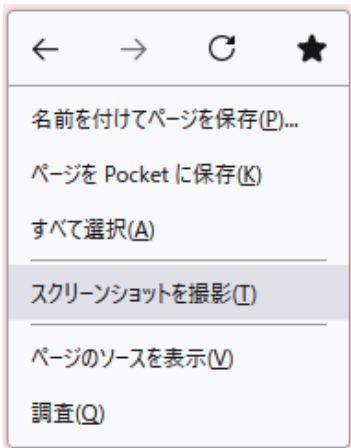 名前を付けてページを保存(P)...
ページを Pocket に保存(K)
すべて選択(A)
スクリーンショットを撮影(T)
ページのソースを表示(V)
調査(Q)